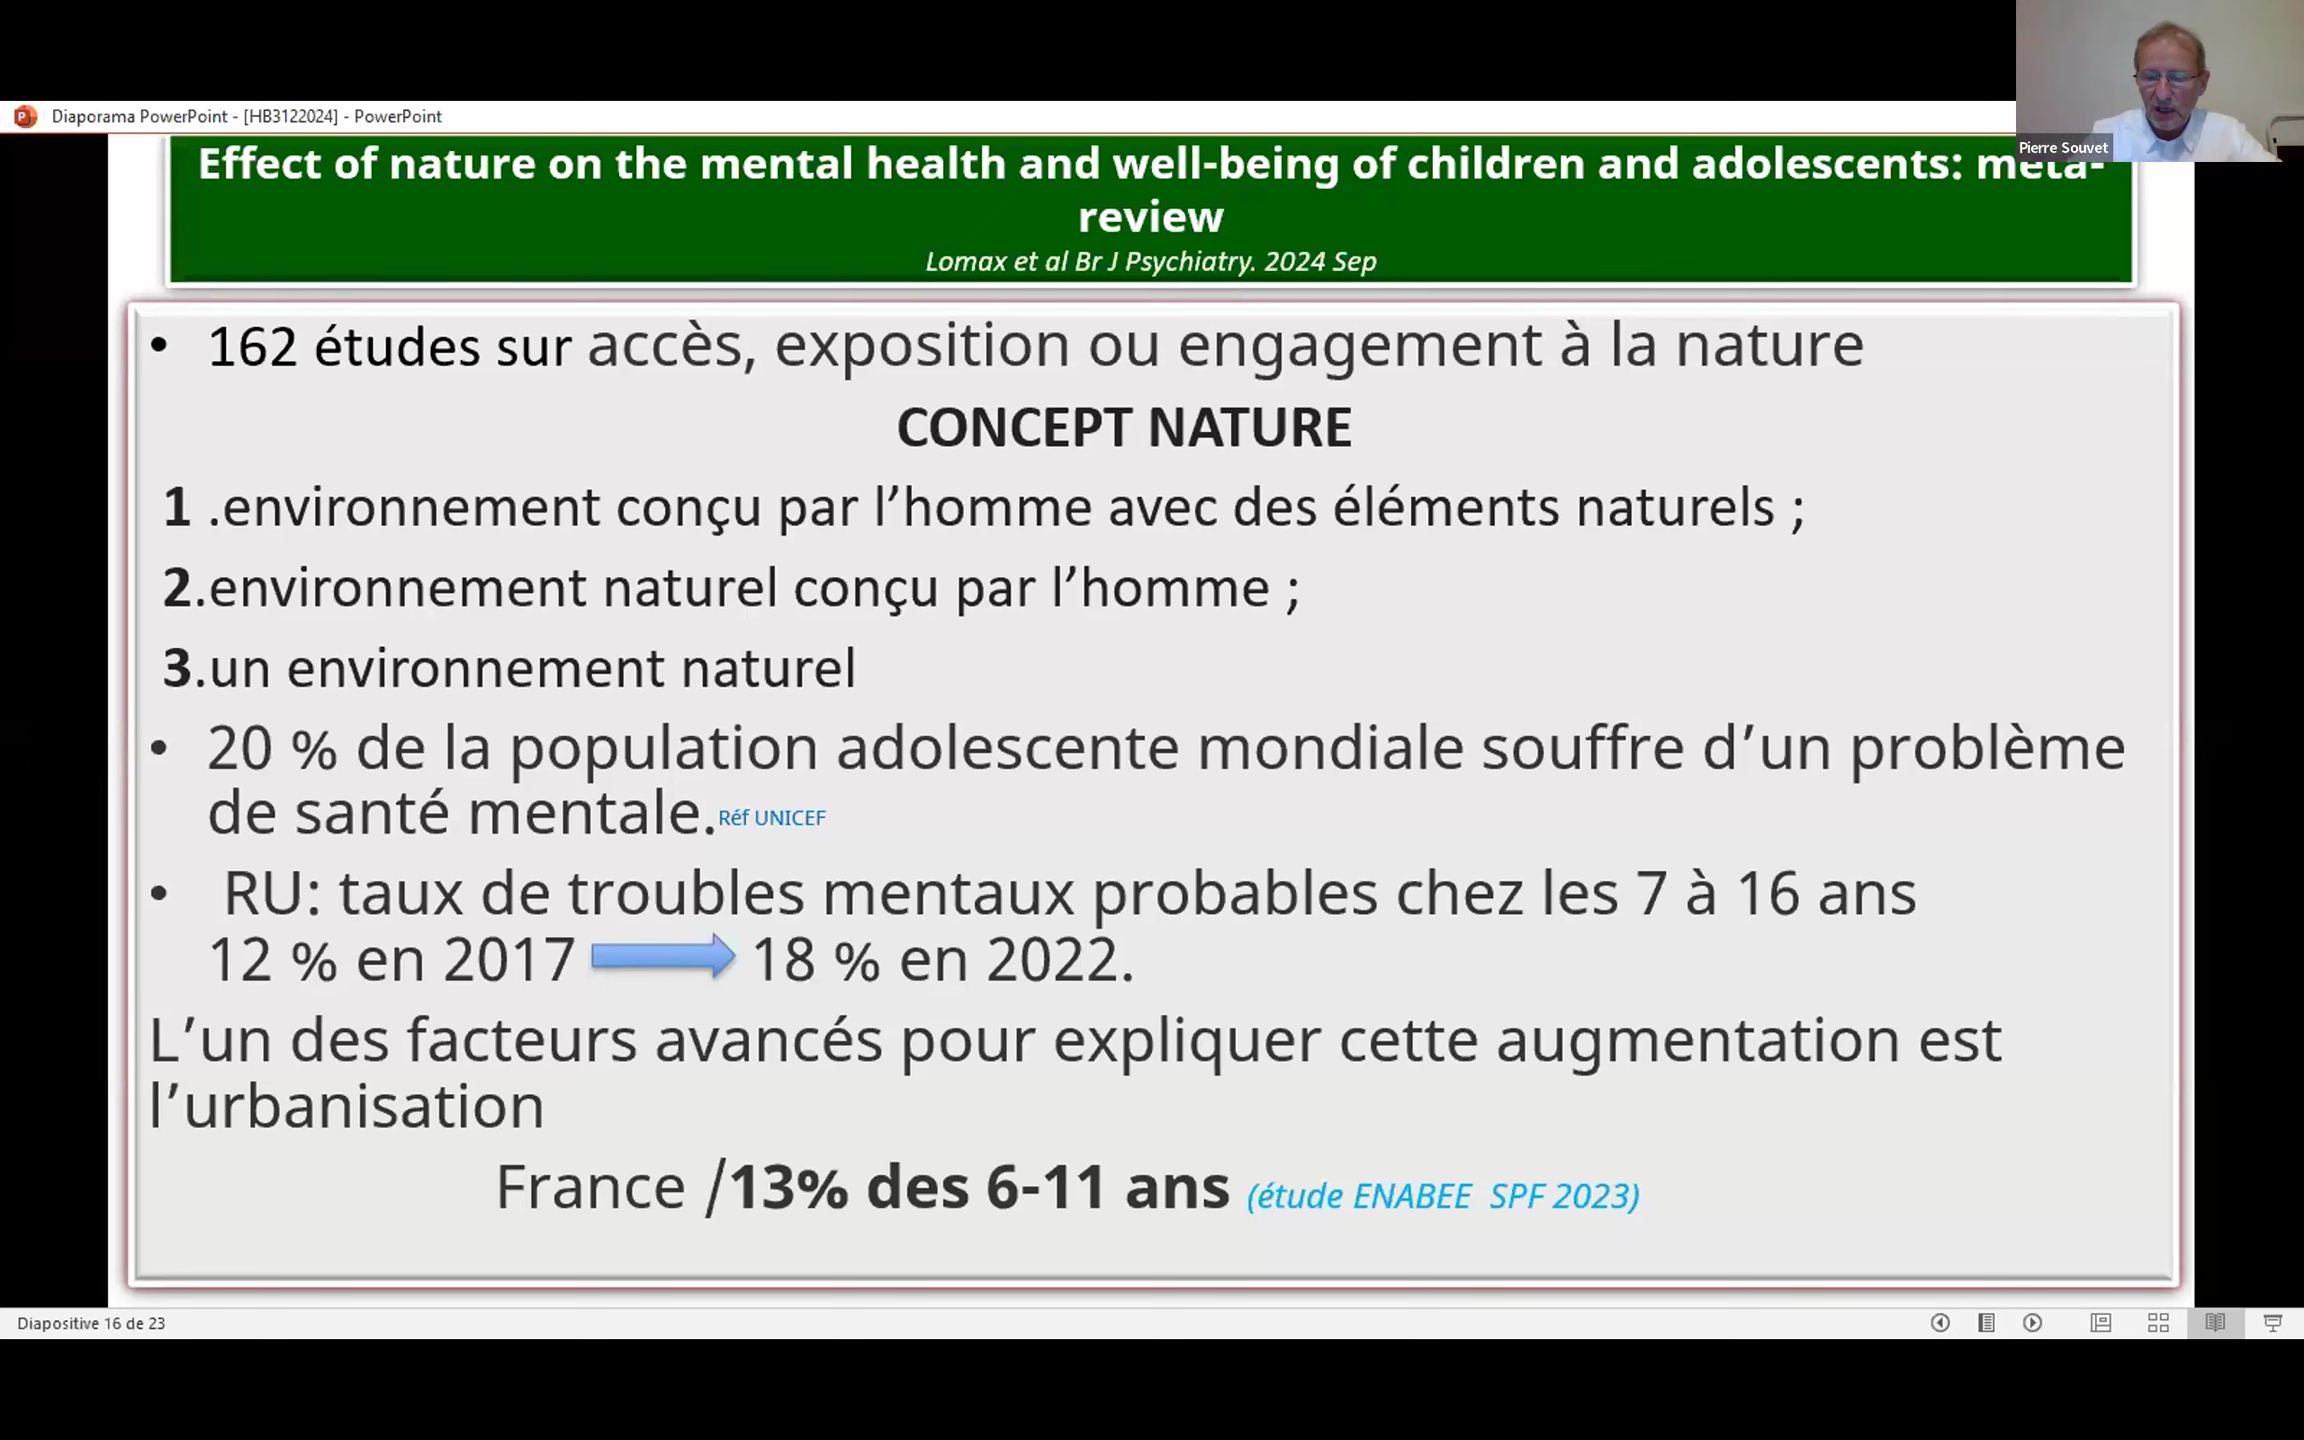 Diaporama PowerPoint - [HB3122024] - PowerPoint
Pierre Souvet
Effect of nature on the mental health and well-being of children and adolescents: meta-
review
Lomax et al Br J Psychiatry. 2024 Sep
• 162 études sur accès, exposition ou engagement à la nature
CONCEPT NATURE
1 .environnement conçu par l’homme avec des éléments naturels ;
2.environnement naturel conçu par l’homme ;
3.un environnement naturel
• 20 % de la population adolescente mondiale souffre d’un problème
de santé mentale.Réf UNICEF
• RU: taux de troubles mentaux probables chez les 7 à 16 ans
12 % en 2017 18 % en 2022.
L’un des facteurs avancés pour expliquer cette augmentation est
l’urbanisation
France /13% des 6-11 ans (étude ENABEE SPF 2023)
Diapositive 16 de 23